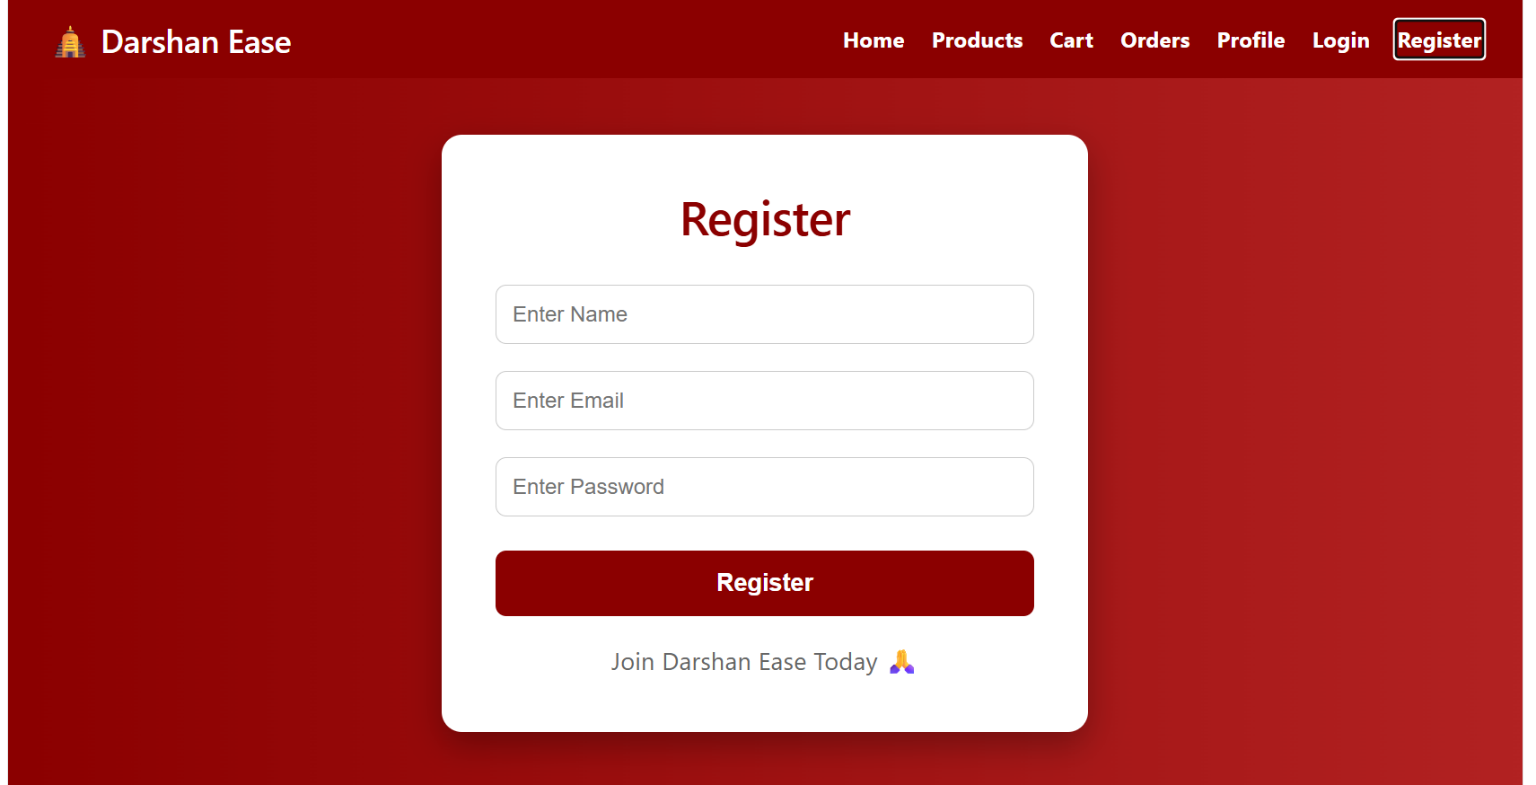 Darshan Ease
Home Products Cart Orders Profile Login Register
Register
Enter Name
Enter Email
Enter Password
Register
Join Darshan Ease Today 🙏